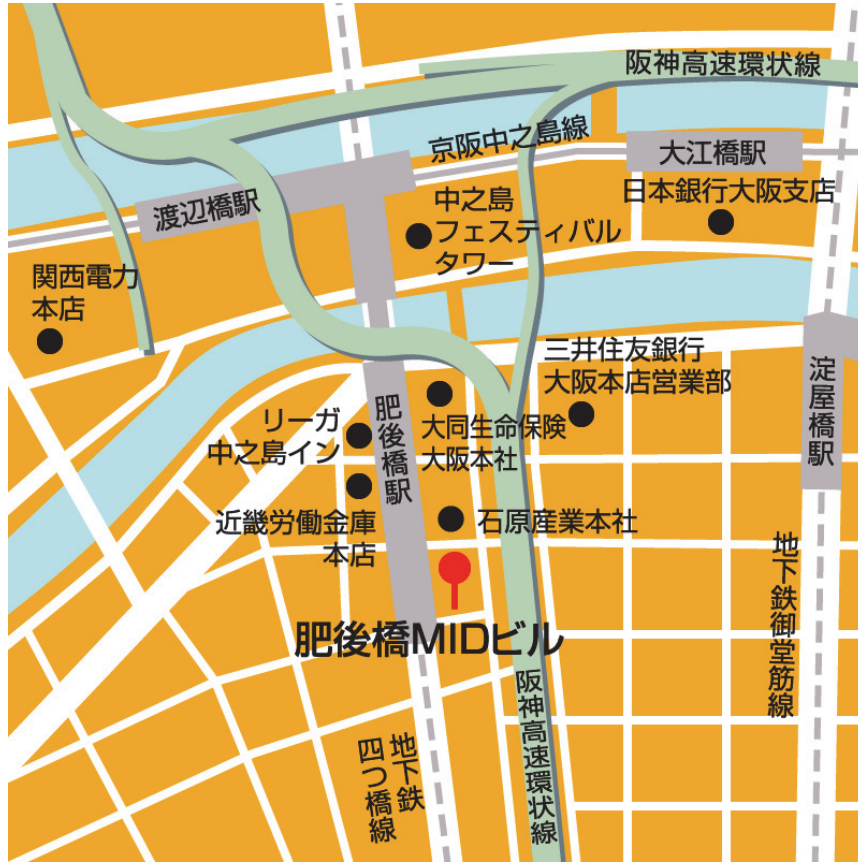 阪神高速環状線
京阪中之島線
大江橋駅
渡辺橋駅
中之島
フェスティバル
タワー
日本銀行大阪支店
関西電力
本店
三井住友銀行
大阪本店営業部
淀屋橋駅
肥後橋駅
リーガ
中之島イン
大同生命保険
大阪本社
近畿労働金庫
本店
石原産業本社
地下鉄御堂筋線
肥後橋MIDビル
阪神高速環状線
地下鉄
四つ橋線